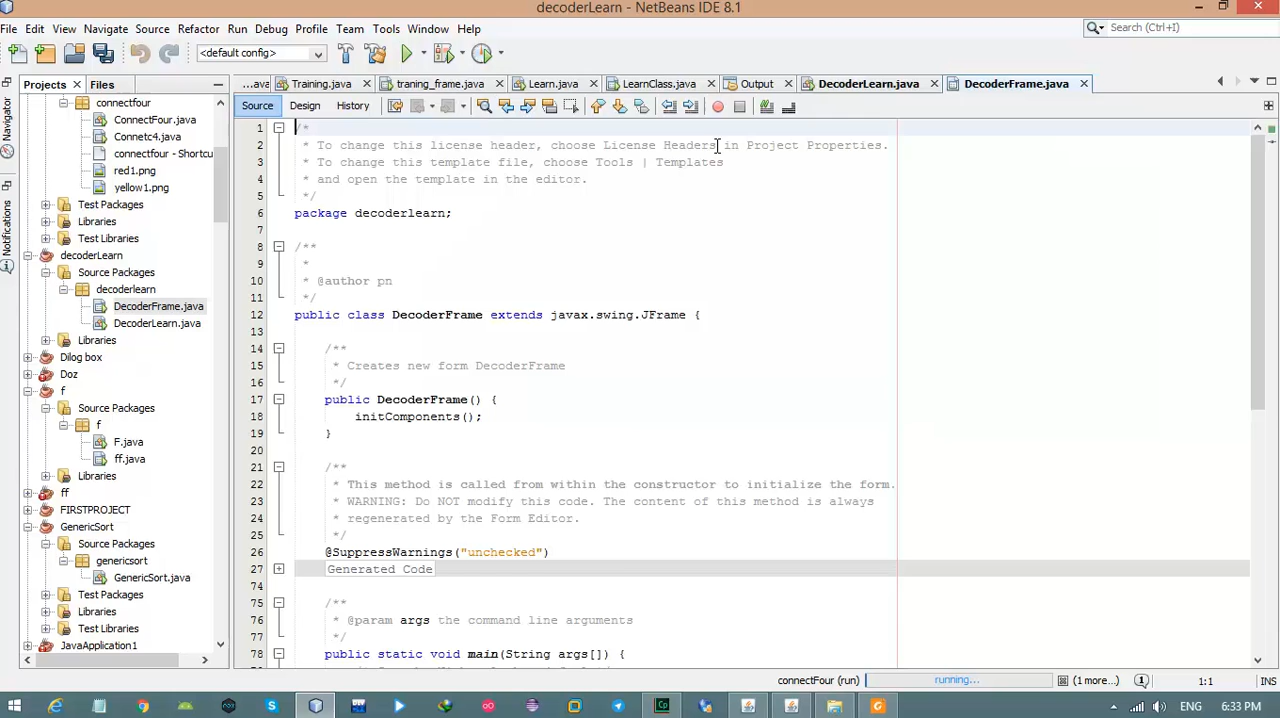 decoderLearn - NetBeans IDE 8.1
File Edit View Navigate Source Refactor Run Debug Profile Team Tools Window Help
Search (Ctrl+I)
<default config>
Projects Files
...ava Training.java traning_frame.java Learn.java LearnClass.java Output DecoderLearn.java DecoderFrame.java
Source Design History
Navigator
Notifications
connectfour
ConnectFour.java
Connetc4.java
connectfour - Shortcu
red1.png
yellow1.png
Test Packages
Libraries
Test Libraries
decoderLearn
Source Packages
decoderlearn
DecoderFrame.java
DecoderLearn.java
Libraries
Dilog box
Doz
f
Source Packages
f
F.java
ff.java
Libraries
ff
FIRSTPROJECT
GenericSort
Source Packages
genericsort
GenericSort.java
Test Packages
Libraries
Test Libraries
JavaApplication1
1 /*
2 * To change this license header, choose License Headers in Project Properties.
3 * To change this template file, choose Tools | Templates
4 * and open the template in the editor.
5 */
6 package decoderlearn;
7
8 /**
9 *
10 * @author pn
11 */
12 public class DecoderFrame extends javax.swing.JFrame {
13
14 /**
15 * Creates new form DecoderFrame
16 */
17 public DecoderFrame() {
18 initComponents();
19 }
20
21 /**
22 * This method is called from within the constructor to initialize the form.
23 * WARNING: Do NOT modify this code. The content of this method is always
24 * regenerated by the Form Editor.
25 */
26 @SuppressWarnings("unchecked")
27 Generated Code
74
75 /**
76 * @param args the command line arguments
77 */
78 public static void main(String args[]) {
connectFour (run) running... (1 more...) 1:1 INS
6:33 PM